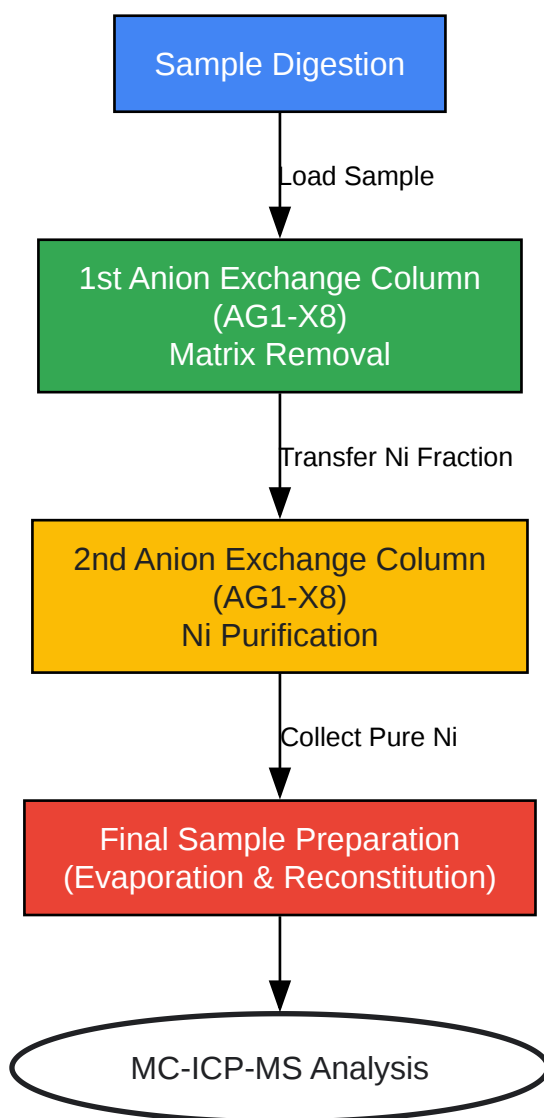 Sample Digestion
Load Sample
1st Anion Exchange Column
(AG1-X8)
Matrix Removal
Transfer Ni Fraction
2nd Anion Exchange Column
(AG1-X8)
Ni Purification
Collect Pure Ni
Final Sample Preparation
(Evaporation & Reconstitution)
MC-ICP-MS Analysis